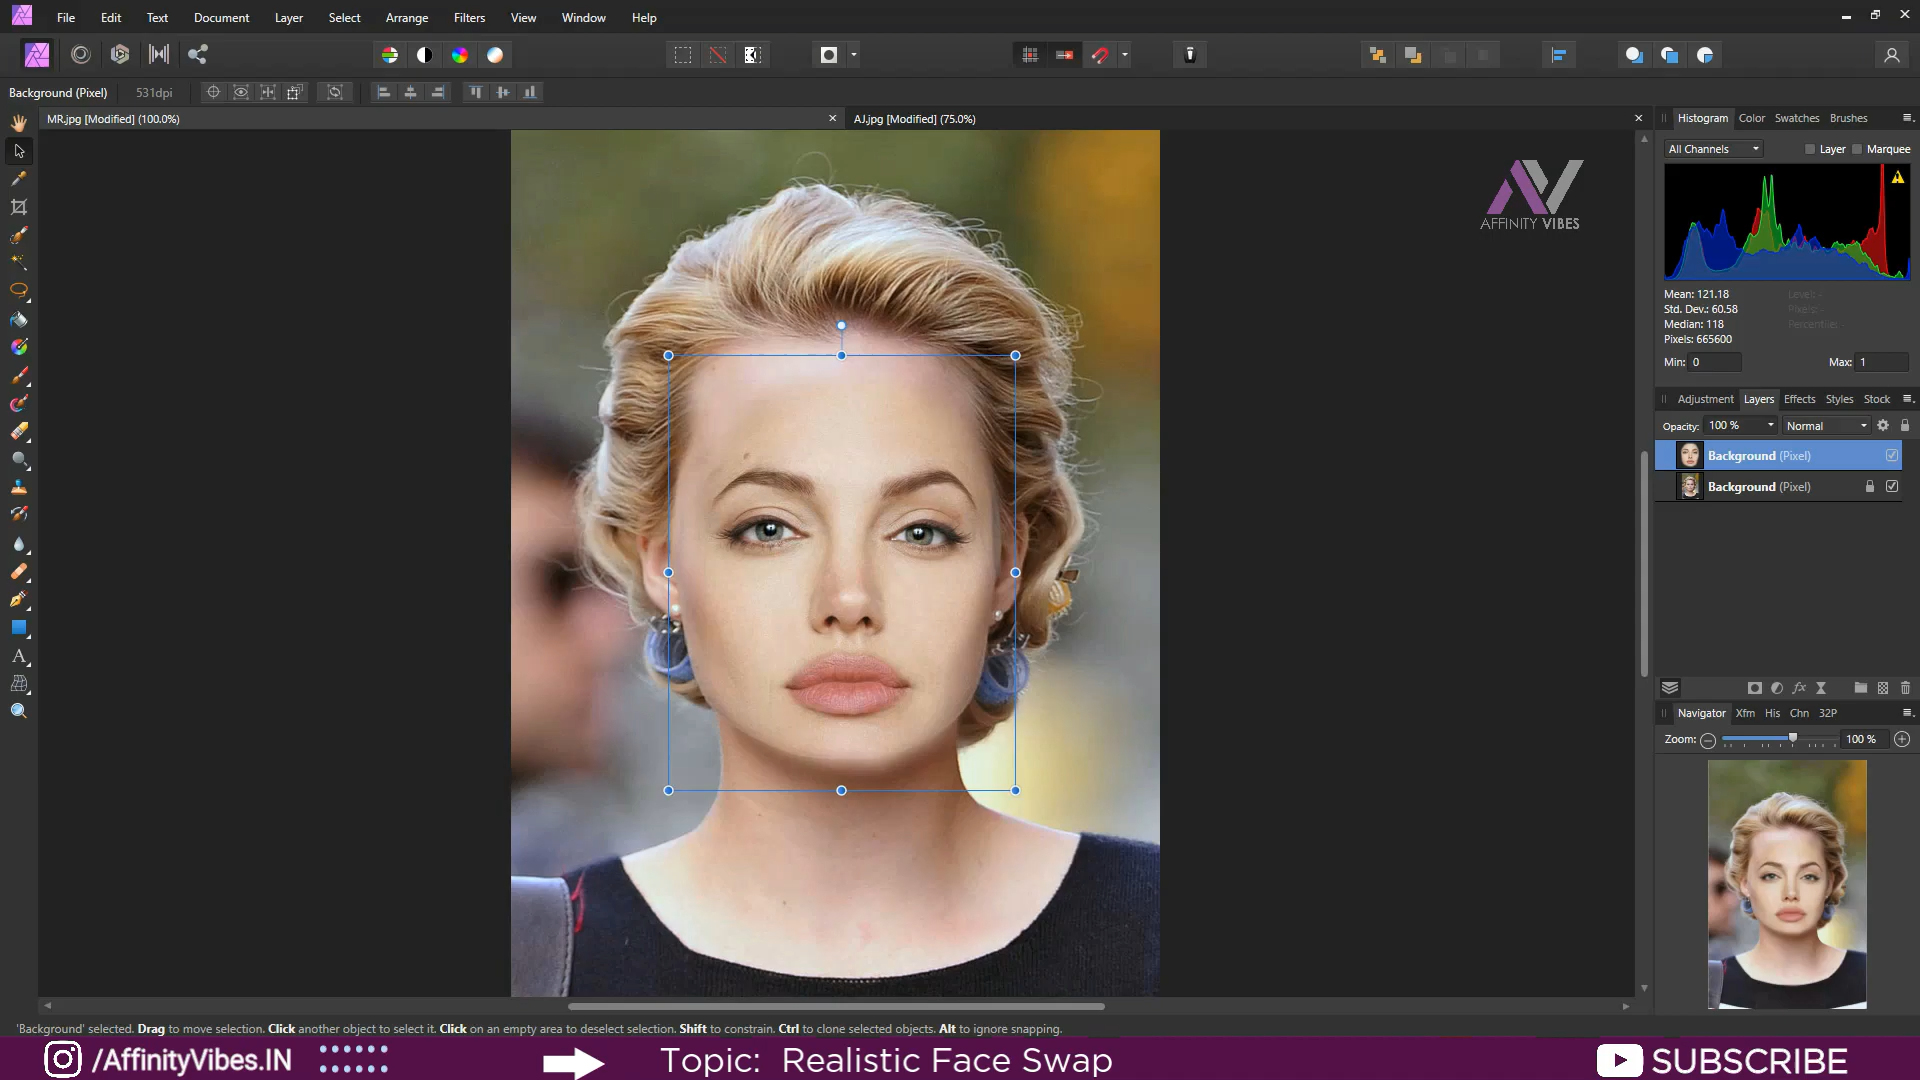 File Edit Text Document Layer Select Arrange Filters View Window Help
Background (Pixel) 531dpi
MR.jpg [Modified] (100.0%) AJ.jpg [Modified] (75.0%)
Histogram Color Swatches Brushes
All Channels Layer Marquee
AFFINITY VIBES
Mean: 121.18 Level: -
Std. Dev.: 60.58 Pixels: -
Median: 118 Percentile: -
Pixels: 665600
Min: 0 Max: 1
Adjustment Layers Effects Styles Stock
Opacity: 100 % Normal
Background (Pixel)
Background (Pixel)
Navigator Xfm His Chn 32P
Zoom: 100 %
'Background' selected. Drag to move selection. Click another object to select it. Click on an empty area to deselect selection. Shift to constrain. Ctrl to clone selected objects. Alt to ignore snapping.
/AffinityVibes.IN Topic: Realistic Face Swap SUBSCRIBE